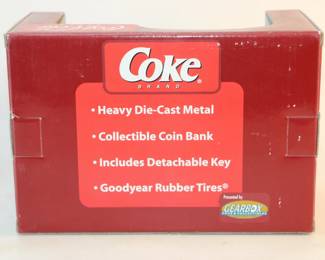 Coke
BRAND
• Heavy Die-Cast Metal
• Collectible Coin Bank
• Includes Detachable Key
• Goodyear Rubber Tires®
Presented by
GEARBOX